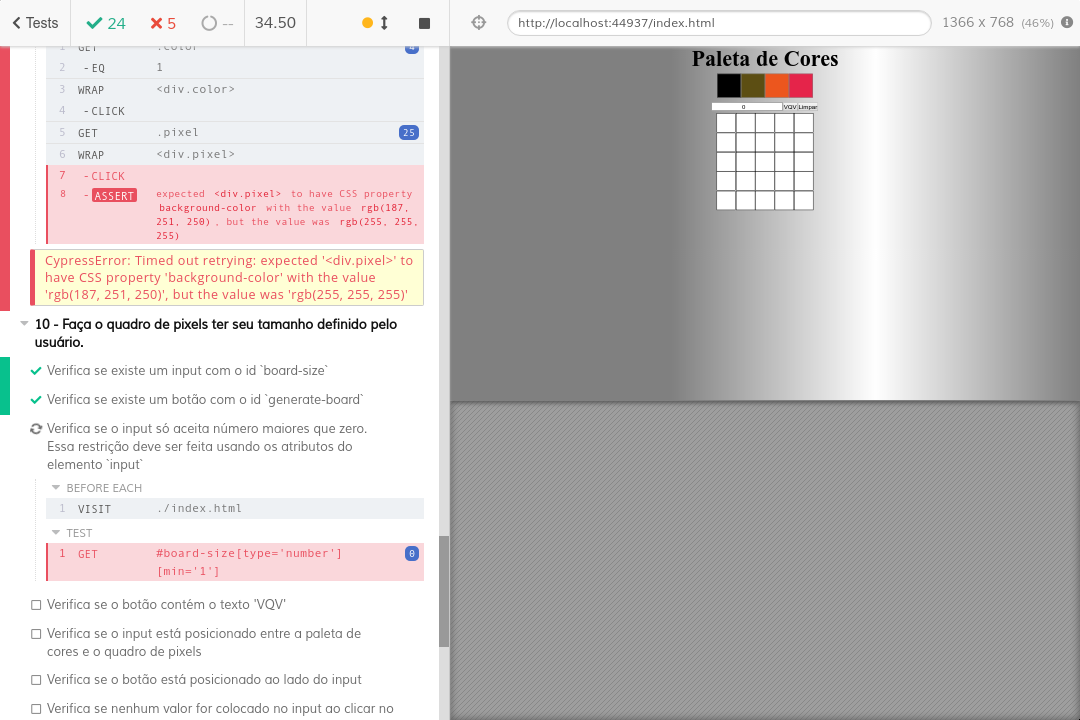 Tests
24
5
--
34.50
http://localhost:44937/index.html
1366 x 768 (46%)
1 GET .color 4
2 - EQ 1
3 WRAP <div.color>
4 - CLICK
5 GET .pixel 25
6 WRAP <div.pixel>
7 - CLICK
8 - ASSERT expected <div.pixel> to have CSS property
background-color with the value rgb(187,
251, 250), but the value was rgb(255, 255,
255)
CypressError: Timed out retrying: expected '<div.pixel>' to
have CSS property 'background-color' with the value
'rgb(187, 251, 250)', but the value was 'rgb(255, 255, 255)'
10 - Faça o quadro de pixels ter seu tamanho definido pelo
usuário.
Verifica se existe um input com o id `board-size`
Verifica se existe um botão com o id `generate-board`
Verifica se o input só aceita número maiores que zero.
Essa restrição deve ser feita usando os atributos do
elemento `input`
BEFORE EACH
1 VISIT ./index.html
TEST
1 GET #board-size[type='number'] 0
[min='1']
Verifica se o botão contém o texto 'VQV'
Verifica se o input está posicionado entre a paleta de
cores e o quadro de pixels
Verifica se o botão está posicionado ao lado do input
Verifica se nenhum valor for colocado no input ao clicar no
Paleta de Cores
0 VQV Limpar